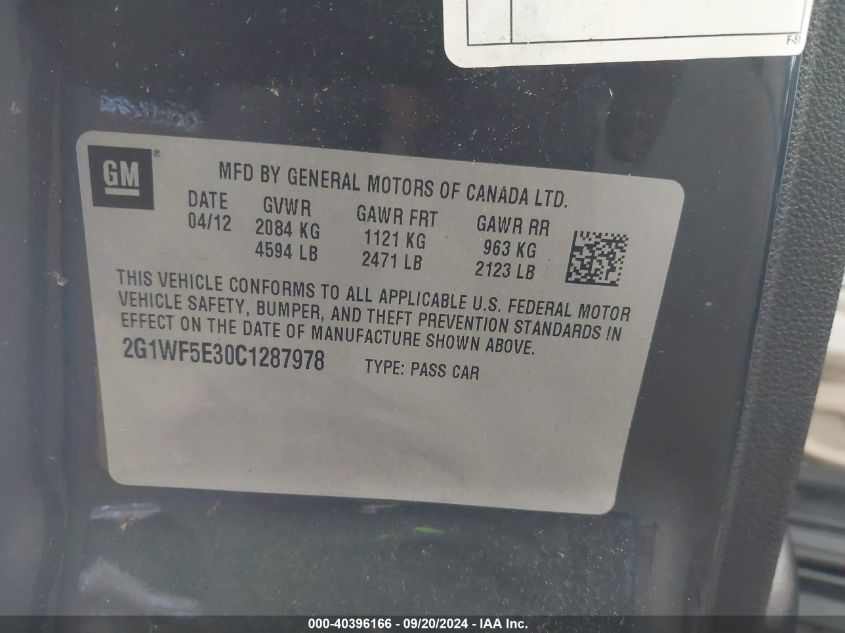 F-5
GM
MFD BY GENERAL MOTORS OF CANADA LTD.
DATE GVWR GAWR FRT GAWR RR
04/12 2084 KG 1121 KG 963 KG
4594 LB 2471 LB 2123 LB
THIS VEHICLE CONFORMS TO ALL APPLICABLE U.S. FEDERAL MOTOR
VEHICLE SAFETY, BUMPER, AND THEFT PREVENTION STANDARDS IN
EFFECT ON THE DATE OF MANUFACTURE SHOWN ABOVE.
2G1WF5E30C1287978 TYPE: PASS CAR
000-40396166 - 09/20/2024 - IAA Inc.